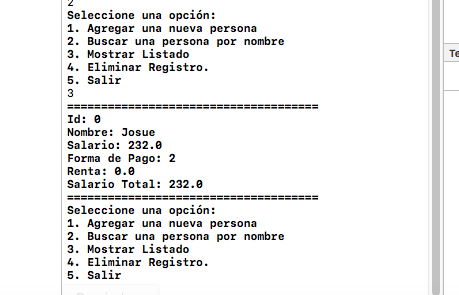 2
Seleccione una opción:
1. Agregar una nueva persona
2. Buscar una persona por nombre
3. Mostrar Listado
4. Eliminar Registro.
5. Salir
3
=====================================
Id: 0
Nombre: Josue
Salario: 232.0
Forma de Pago: 2
Renta: 0.0
Salario Total: 232.0
=====================================
Seleccione una opción:
1. Agregar una nueva persona
2. Buscar una persona por nombre
3. Mostrar Listado
4. Eliminar Registro.
5. Salir
Te